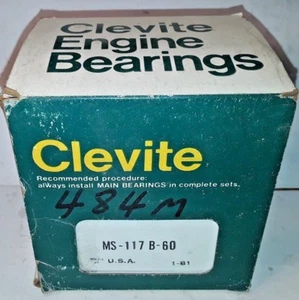 Clevite
Engine
Bearings
Clevite
Recommended procedure:
always install MAIN BEARINGS in complete sets.
484M
MS-117 B-60
U.S.A. 1-81